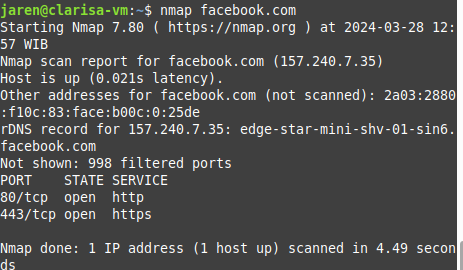 jaren@clarisa-vm:~$ nmap facebook.com
Starting Nmap 7.80 ( https://nmap.org ) at 2024-03-28 12:
57 WIB
Nmap scan report for facebook.com (157.240.7.35)
Host is up (0.021s latency).
Other addresses for facebook.com (not scanned): 2a03:2880
:f10c:83:face:b00c:0:25de
rDNS record for 157.240.7.35: edge-star-mini-shv-01-sin6.
facebook.com
Not shown: 998 filtered ports
PORT    STATE SERVICE
80/tcp  open  http
443/tcp open  https

Nmap done: 1 IP address (1 host up) scanned in 4.49 secon
ds